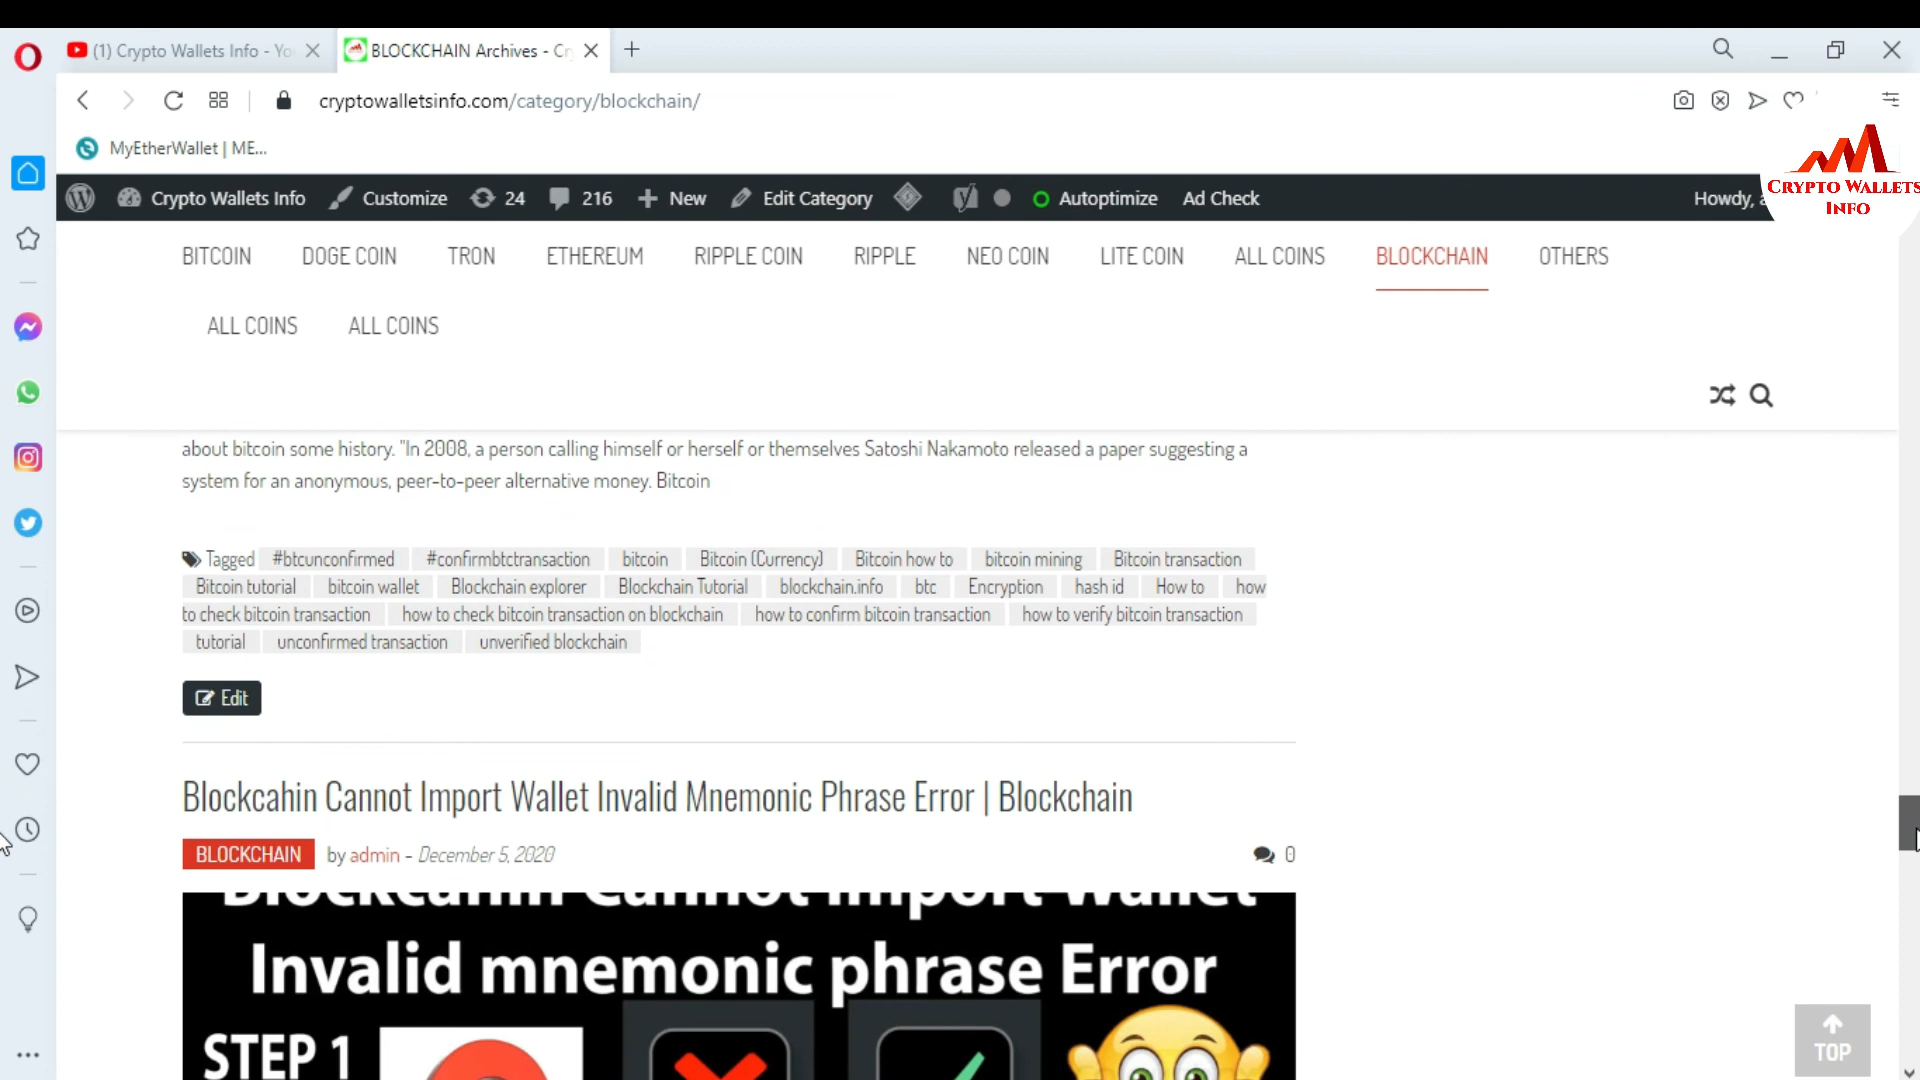 (1) Crypto Wallets Info - Yo
BLOCKCHAIN Archives - Cr
cryptowalletsinfo.com/category/blockchain/
MyEtherWallet | ME...
CRYPTO WALLETS
INFO
Crypto Wallets Info Customize 24 216 New Edit Category Autoptimize Ad Check Howdy,
BITCOIN DOGE COIN TRON ETHEREUM RIPPLE COIN RIPPLE NEO COIN LITE COIN ALL COINS BLOCKCHAIN OTHERS
ALL COINS ALL COINS
about bitcoin some history. "In 2008, a person calling himself or herself or themselves Satoshi Nakamoto released a paper suggesting a
system for an anonymous, peer-to-peer alternative money. Bitcoin
Tagged #btcunconfirmed #confirmbtctransaction bitcoin Bitcoin (Currency) Bitcoin how to bitcoin mining Bitcoin transaction
Bitcoin tutorial bitcoin wallet Blockchain explorer Blockchain Tutorial blockchain.info btc Encryption hash id How to how
to check bitcoin transaction how to check bitcoin transaction on blockchain how to confirm bitcoin transaction how to verify bitcoin transaction
tutorial unconfirmed transaction unverified blockchain
Edit
Blockcahin Cannot Import Wallet Invalid Mnemonic Phrase Error | Blockchain
BLOCKCHAIN by admin - December 5, 2020 0
Blockcahin Cannot Import Wallet
Invalid mnemonic phrase Error
STEP 1
TOP